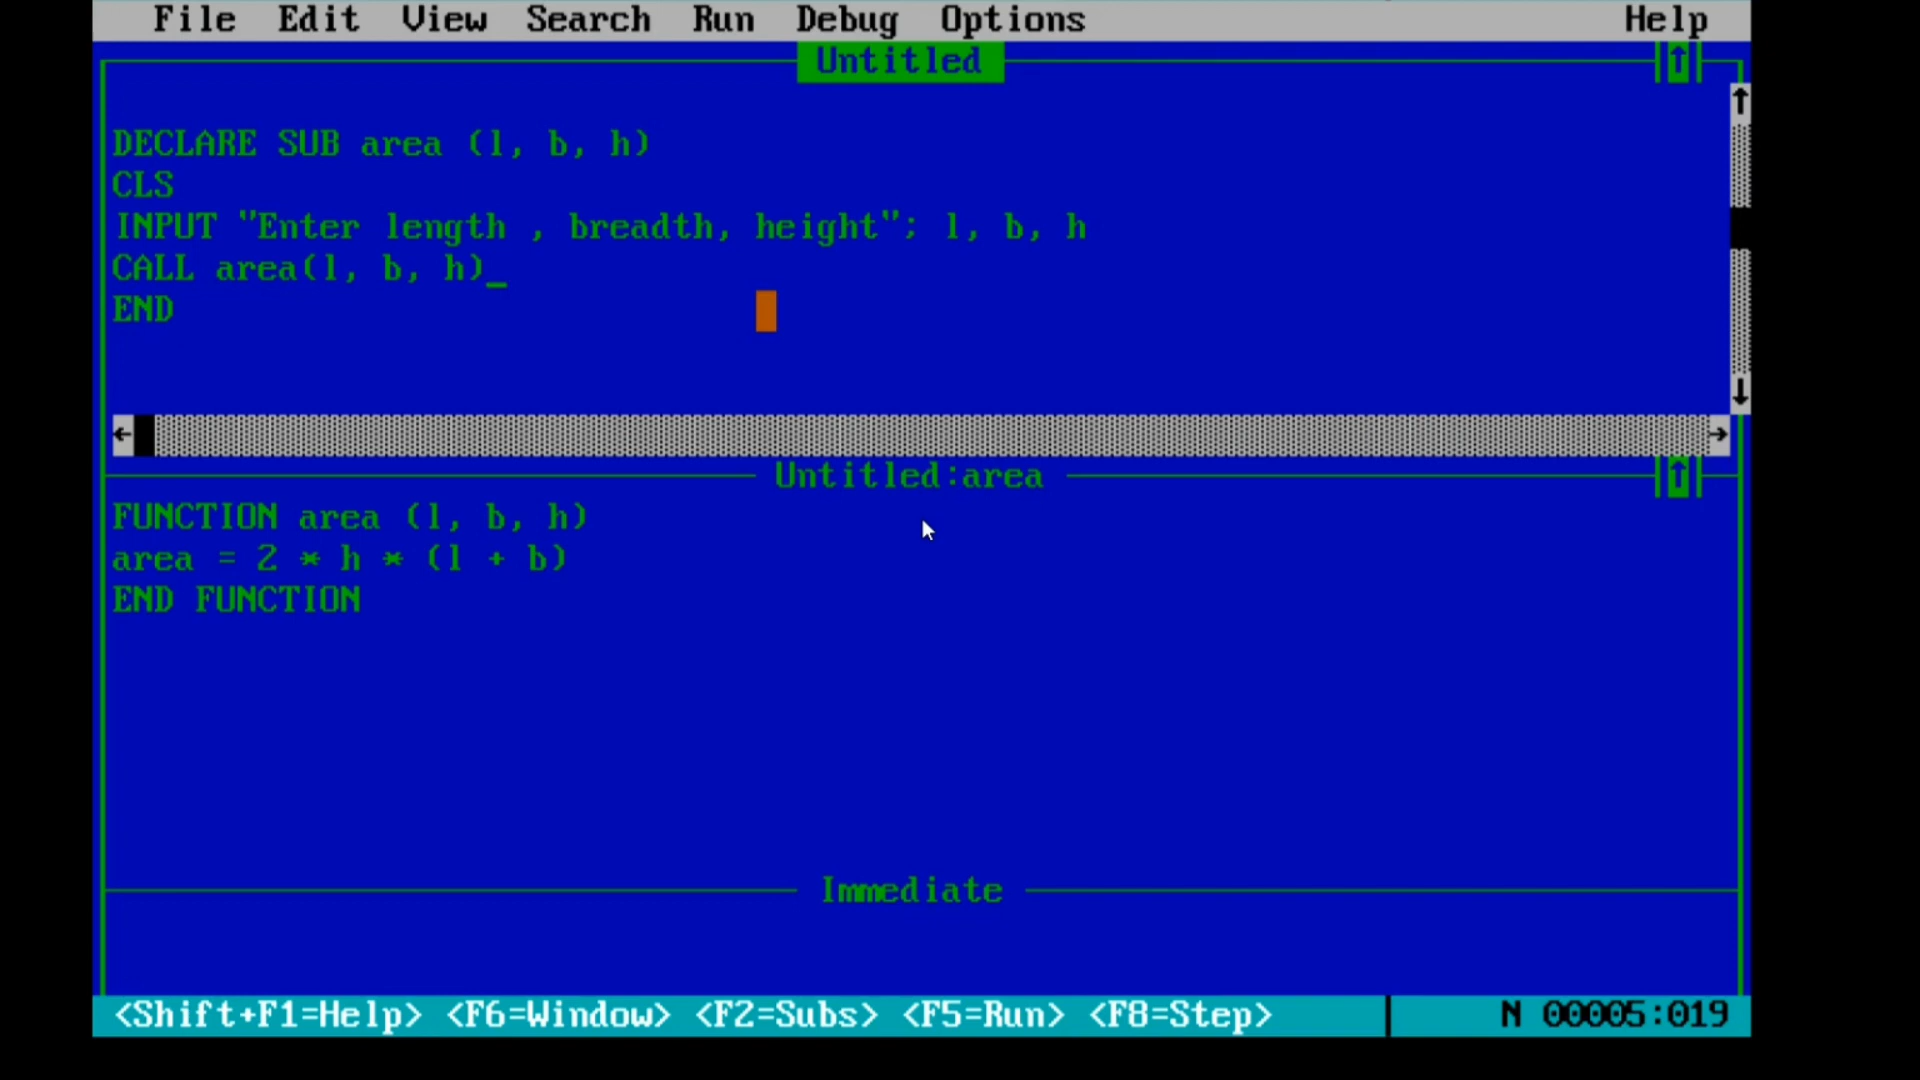 File Edit View Search Run Debug Options Help
Untitled ↑
DECLARE SUB area (l, b, h)
CLS
INPUT "Enter length , breadth, height"; l, b, h
CALL area(l, b, h)_
END
Untitled:area ↑
FUNCTION area (l, b, h)
area = 2 * h * (l + b)
END FUNCTION
Immediate
<Shift+F1=Help> <F6=Window> <F2=Subs> <F5=Run> <F8=Step> N 00005:019